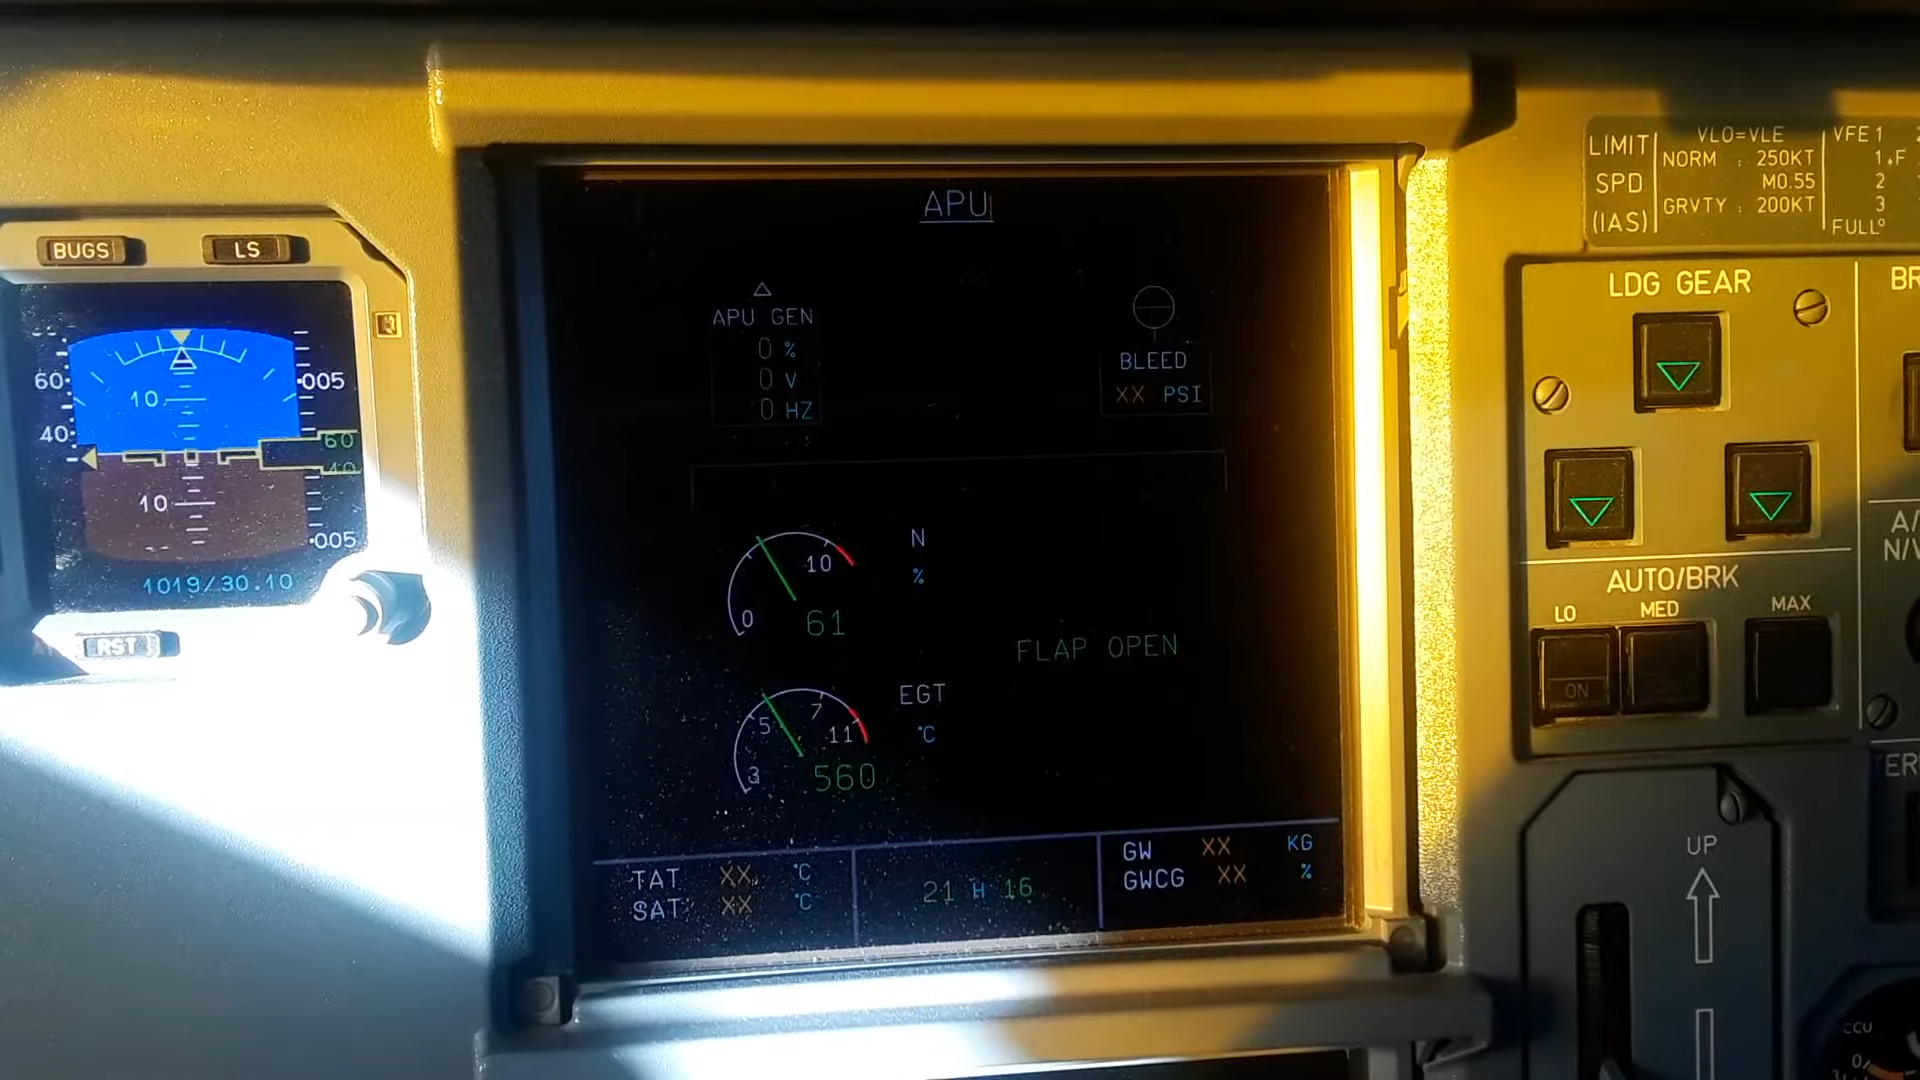 BUGS
LS
60
005
10
40
60
40
10
005
1019/30.10
RST
APU
APU GEN
0 %
0 V
0 HZ
BLEED
XX PSI
N
%
10
0
61
FLAP OPEN
EGT
°C
5
7
11
3
560
TAT XX °C
SAT XX °C
21 H 16
GW XX KG
GWCG XX %
LIMIT
SPD
(IAS)
VLO=VLE
NORM : 250KT
M0.55
GRVTY : 200KT
VFE 1
1.F
2
3
FULL
LDG GEAR
AUTO/BRK
LO
MED
MAX
ON
UP
ECU
0